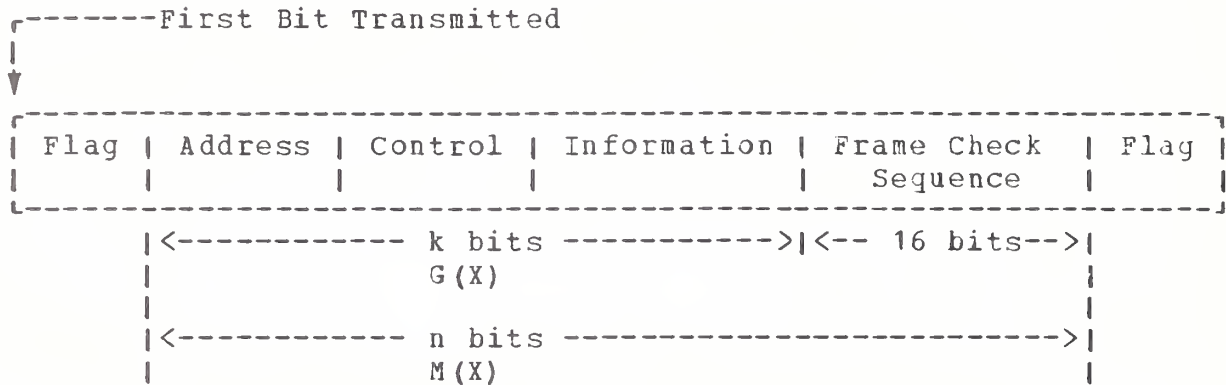 First Bit Transmitted
Flag | Address | Control | Information | Frame Check | Flag
Sequence
|<------------ k bits ----------->|<-- 16 bits-->|
G(X)
|<------------ n bits --------------------------->|
M(X)